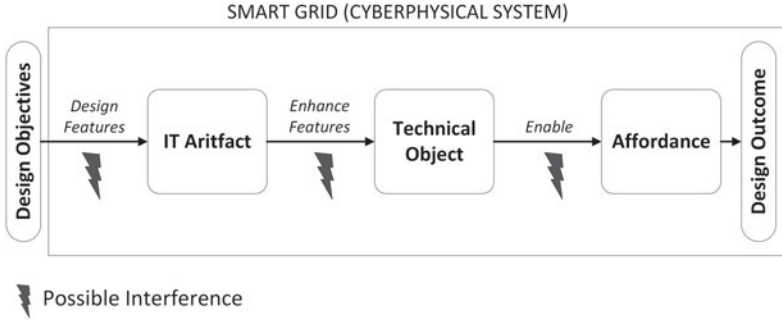 SMART GRID (CYBERPHYSICAL SYSTEM)
Design Objectives
Design
Features
IT Aritfact
Enhance
Features
Technical
Object
Enable
Affordance
Design Outcome
Possible Interference